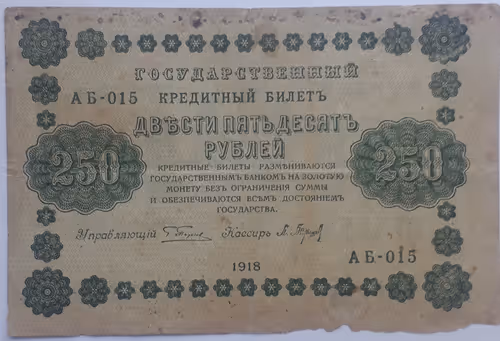 ГОСУДАРСТВЕННЫЙ
АБ-015 КРЕДИТНЫЙ БИЛЕТЪ
ДВѢСТИ ПЯТЬДЕСЯТЪ
РУБЛЕЙ
250 250
КРЕДИТНЫЕ БИЛЕТЫ РАЗМѢНИВАЮТСЯ
ГОСУДАРСТВЕННЫМЪ БАНКОМЪ НА ЗОЛОТУЮ
МОНЕТУ БЕЗЪ ОГРАНИЧЕНІЯ СУММЫ
И ОБЕЗПЕЧИВАЮТСЯ ВСѢМЪ ДОСТОЯНІЕМЪ
ГОСУДАРСТВА.
Управляющій Кассиръ
АБ-015
1918